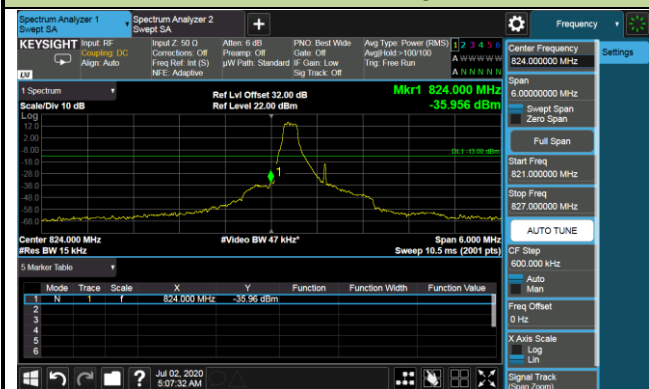 Spectrum Analyzer 1
Swept SA
Spectrum Analyzer 2
Swept SA
+
Frequency
KEYSIGHT
Input: RF
Coupling: DC
Align: Auto
Input Z: 50 Ω
Corrections: Off
Freq Ref: Int (S)
NFE: Adaptive
Atten: 6 dB
Preamp: Off
µW Path: Standard
PNO: Best Wide
Gate: Off
IF Gain: Low
Sig Track: Off
Avg Type: Power (RMS)
Avg|Hold:>100/100
Trig: Free Run
1 2 3 4 5 6
A W W W W W
A N N N N N
LXI
1 Spectrum
Scale/Div 10 dB
Ref Lvl Offset 32.00 dB
Ref Level 22.00 dBm
Mkr1 824.000 0 MHz
-35.956 dBm
Log
12.0
2.00
-8.00
-18.0
-28.0
-38.0
-48.0
-58.0
-68.0
DL1 -13.00 dBm
1
Center 824.000 MHz
#Res BW 15 kHz
#Video BW 47 kHz*
Span 6.000 MHz
Sweep 10.5 ms (2001 pts)
5 Marker Table
Mode Trace Scale X Y Function Function Width Function Value
1 N 1 f 824.000 MHz -35.96 dBm
2
3
4
5
6
Jul 02, 2020
5:07:32 AM
?
Center Frequency
824.000000 MHz
Settings
Span
6.00000000 MHz
Swept Span
Zero Span
Full Span
Start Freq
821.000000 MHz
Stop Freq
827.000000 MHz
AUTO TUNE
CF Step
600.000 kHz
Auto
Man
Freq Offset
0 Hz
X Axis Scale
Log
Lin
Signal Track
(Span Zoom)